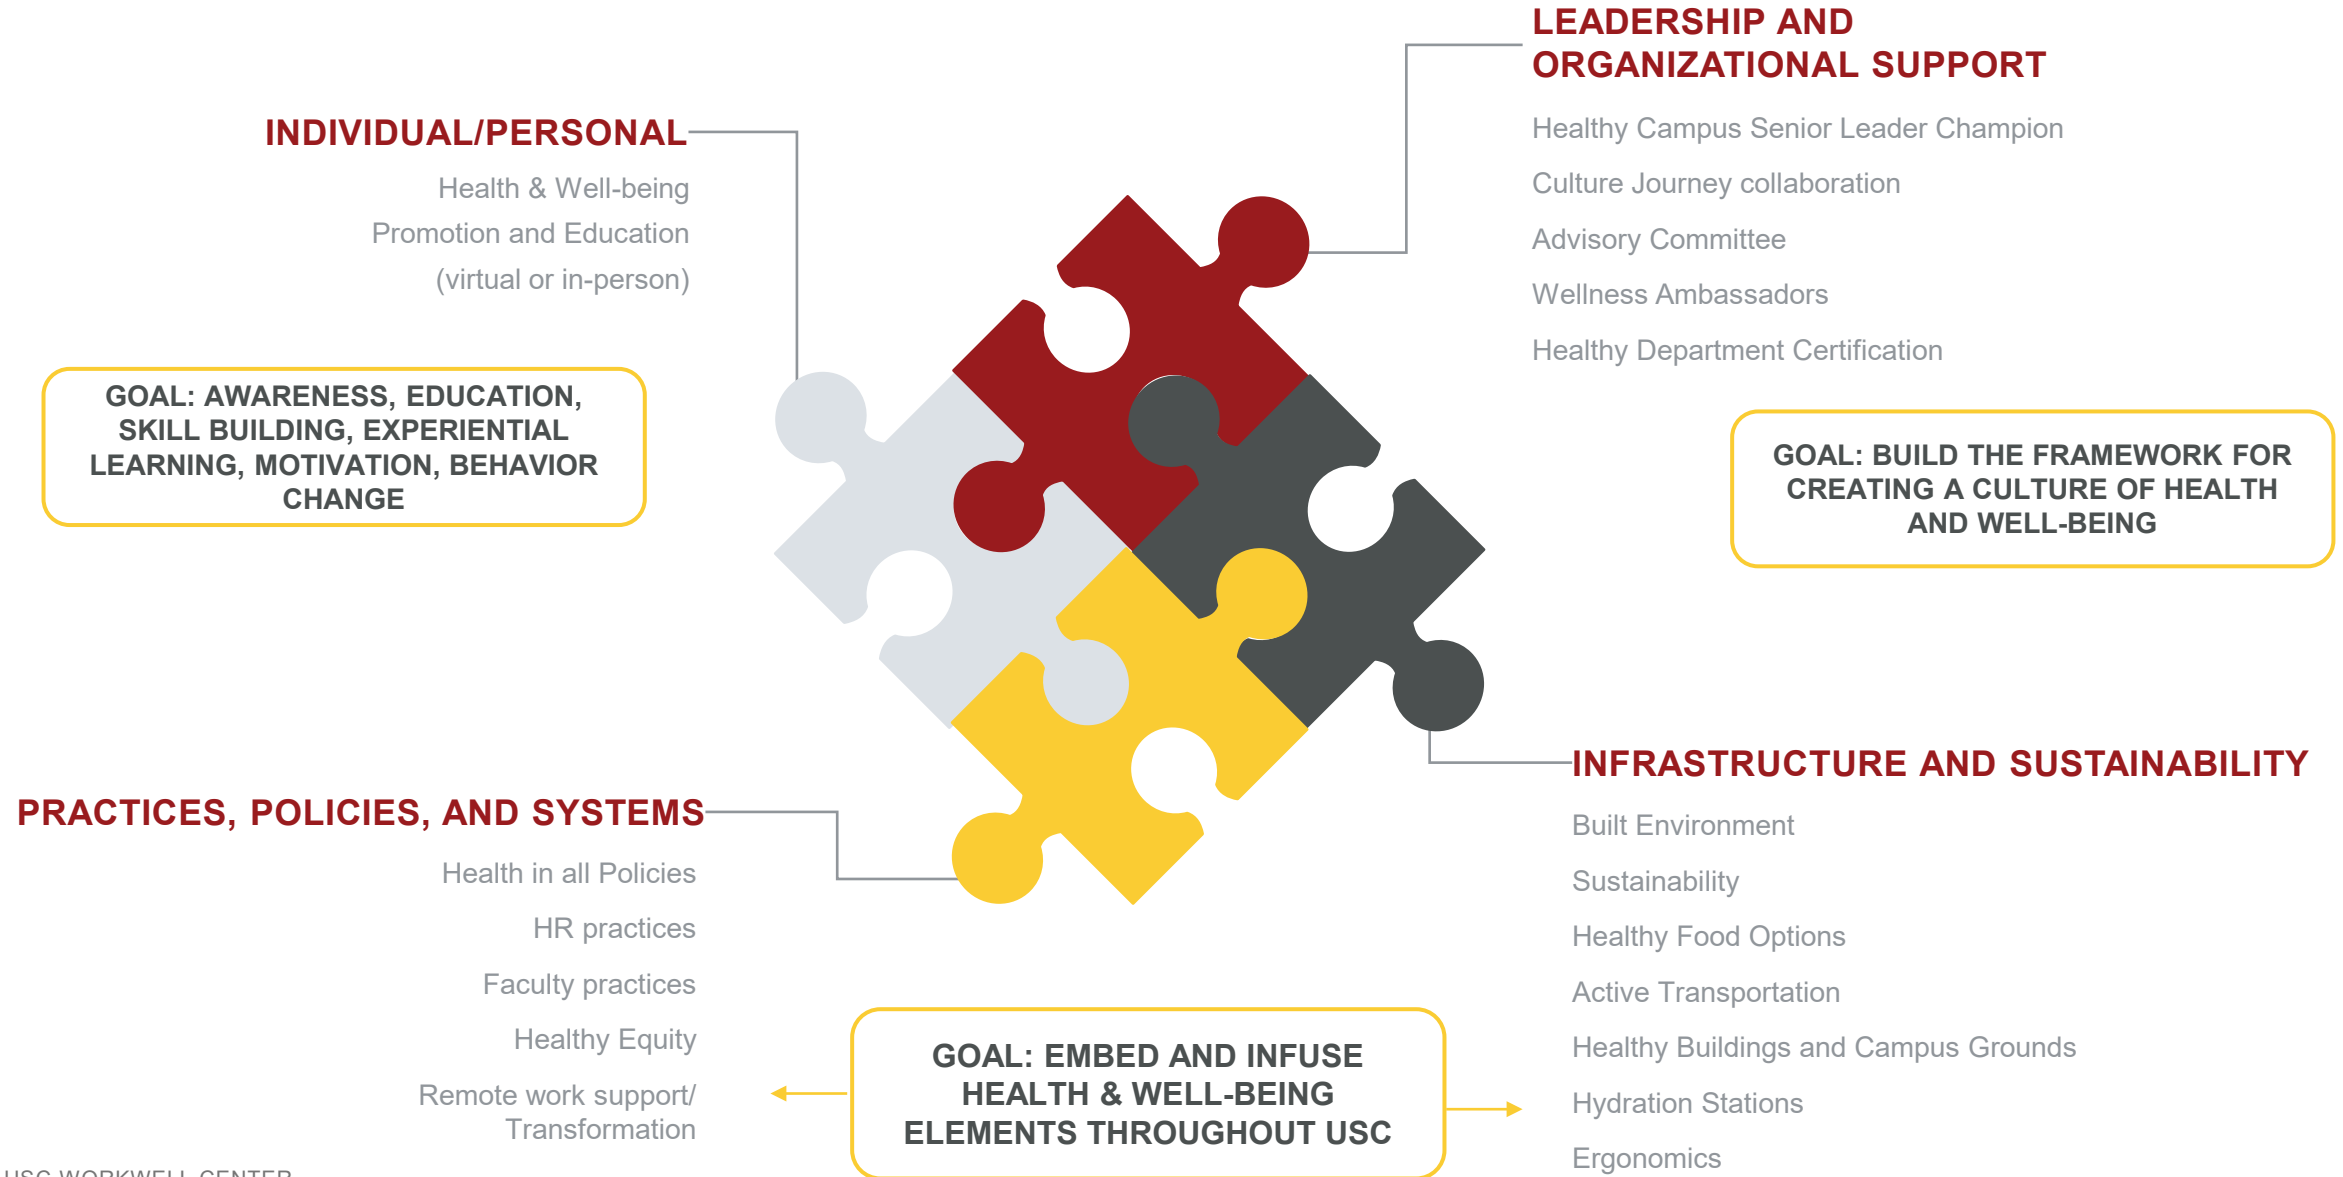 LEADERSHIP AND
ORGANIZATIONAL SUPPORT
Healthy Campus Senior Leader Champion
Culture Journey collaboration
Advisory Committee
Wellness Ambassadors
Healthy Department Certification
GOAL: BUILD THE FRAMEWORK FOR
CREATING A CULTURE OF HEALTH
AND WELL-BEING
INDIVIDUAL/PERSONAL
Health & Well-being
Promotion and Education
(virtual or in-person)
GOAL: AWARENESS, EDUCATION,
SKILL BUILDING, EXPERIENTIAL
LEARNING, MOTIVATION, BEHAVIOR
CHANGE
PRACTICES, POLICIES, AND SYSTEMS
Health in all Policies
HR practices
Faculty practices
Healthy Equity
Remote work support/
Transformation
GOAL: EMBED AND INFUSE
HEALTH & WELL-BEING
ELEMENTS THROUGHOUT USC
INFRASTRUCTURE AND SUSTAINABILITY
Built Environment
Sustainability
Healthy Food Options
Active Transportation
Healthy Buildings and Campus Grounds
Hydration Stations
Ergonomics
USC WORKWELL CENTER